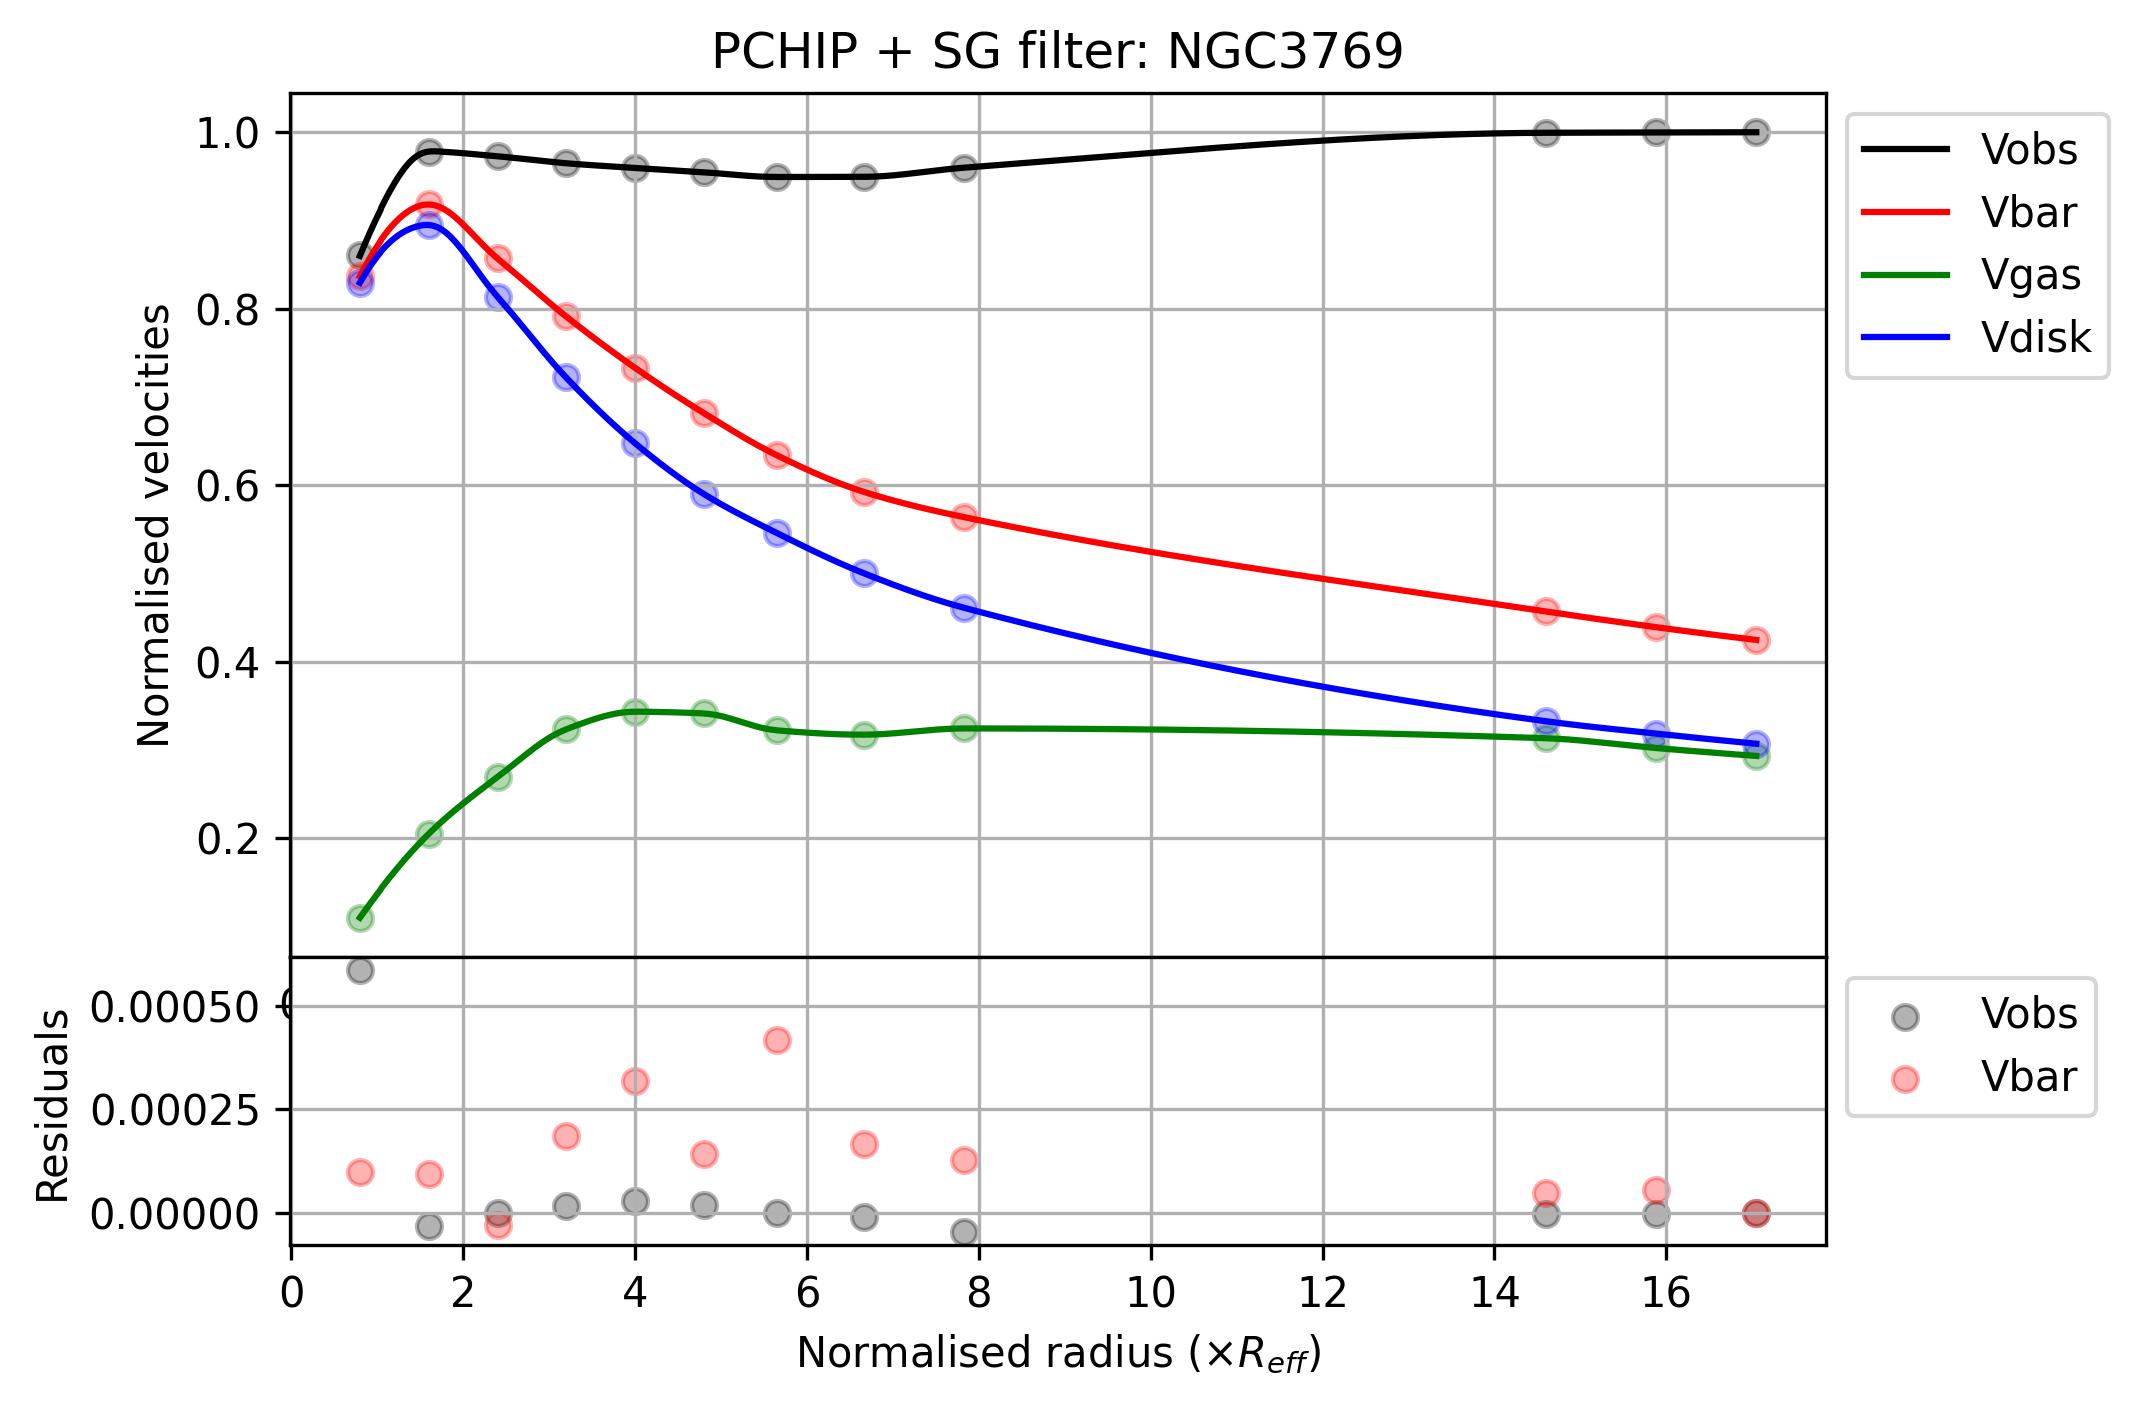 PCHIP + SG filter: NGC3769
Normalised velocities
1.0
0.8
0.6
0.4
0.2
Vobs
Vbar
Vgas
Vdisk
Residuals
0.00050
0.00025
0.00000
Vobs
Vbar
0 2 4 6 8 10 12 14 16
Normalised radius (×R_eff)